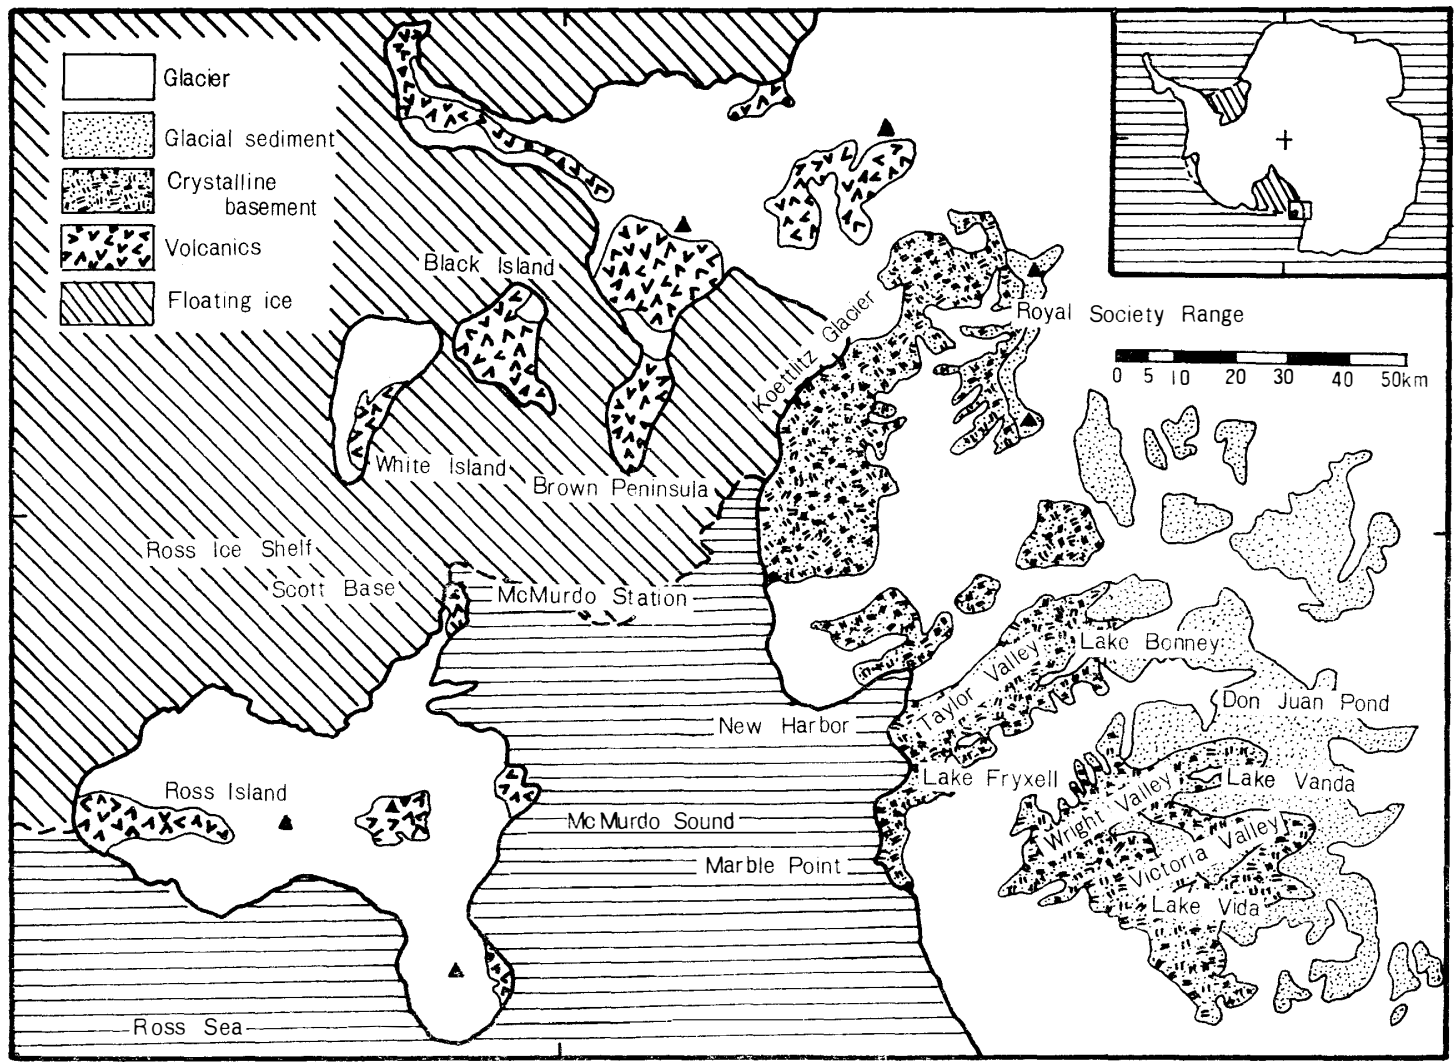 Glacier
Glacial sediment
Crystalline
basement
Volcanics
Floating ice
Black Island
Koettlitz Glacier
Royal Society Range
0 5 10 20 30 40 50km
White Island
Brown Peninsula
Ross Ice Shelf
Scott Base
McMurdo Station
Lake Bonney
Taylor Valley
New Harbor
Don Juan Pond
Lake Fryxell
Lake Vanda
Ross Island
Wright Valley
McMurdo Sound
Victoria Valley
Marble Point
Lake Vida
Ross Sea